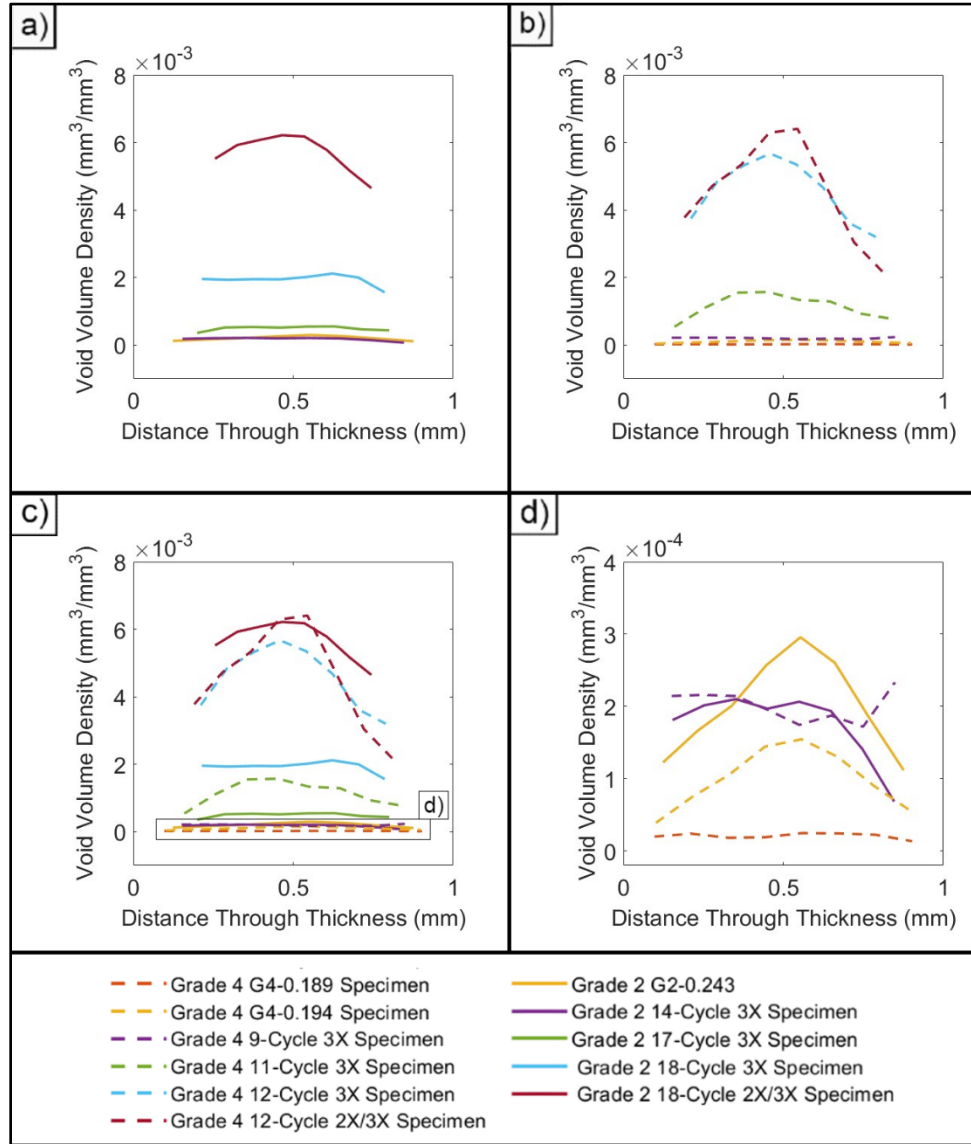 a)
×10⁻³
8
6
4
2
0
Void Volume Density (mm³/mm³)
0 0.5 1
Distance Through Thickness (mm)
b)
×10⁻³
8
6
4
2
0
Void Volume Density (mm³/mm³)
0 0.5 1
Distance Through Thickness (mm)
c)
×10⁻³
8
6
4
2
0
Void Volume Density (mm³/mm³)
d)
0 0.5 1
Distance Through Thickness (mm)
d)
×10⁻⁴
4
3
2
1
0
Void Volume Density (mm³/mm³)
0 0.5 1
Distance Through Thickness (mm)
Grade 4 G4-0.189 Specimen
Grade 4 G4-0.194 Specimen
Grade 4 9-Cycle 3X Specimen
Grade 4 11-Cycle 3X Specimen
Grade 4 12-Cycle 3X Specimen
Grade 4 12-Cycle 2X/3X Specimen
Grade 2 G2-0.243
Grade 2 14-Cycle 3X Specimen
Grade 2 17-Cycle 3X Specimen
Grade 2 18-Cycle 3X Specimen
Grade 2 18-Cycle 2X/3X Specimen